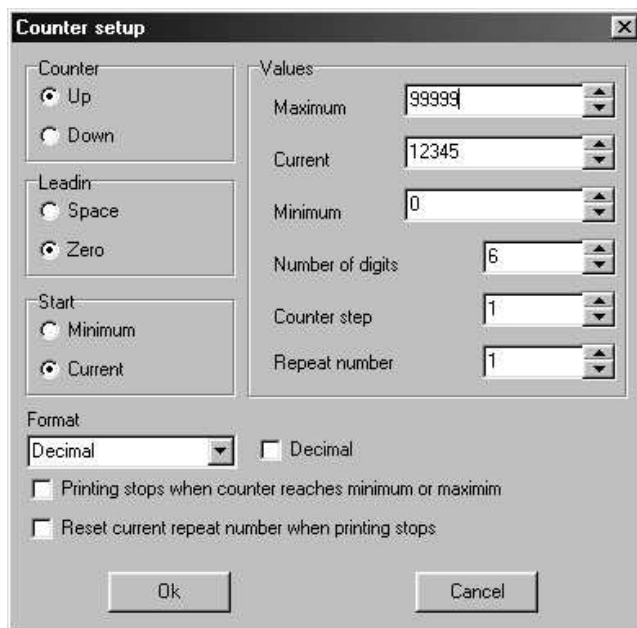 Counter setup
Counter
Up
Down
Leadin
Space
Zero
Start
Minimum
Current
Values
Maximum 99999
Current 12345
Minimum 0
Number of digits 6
Counter step 1
Repeat number 1
Format
Decimal Decimal
Printing stops when counter reaches minimum or maximim
Reset current repeat number when printing stops
Ok Cancel